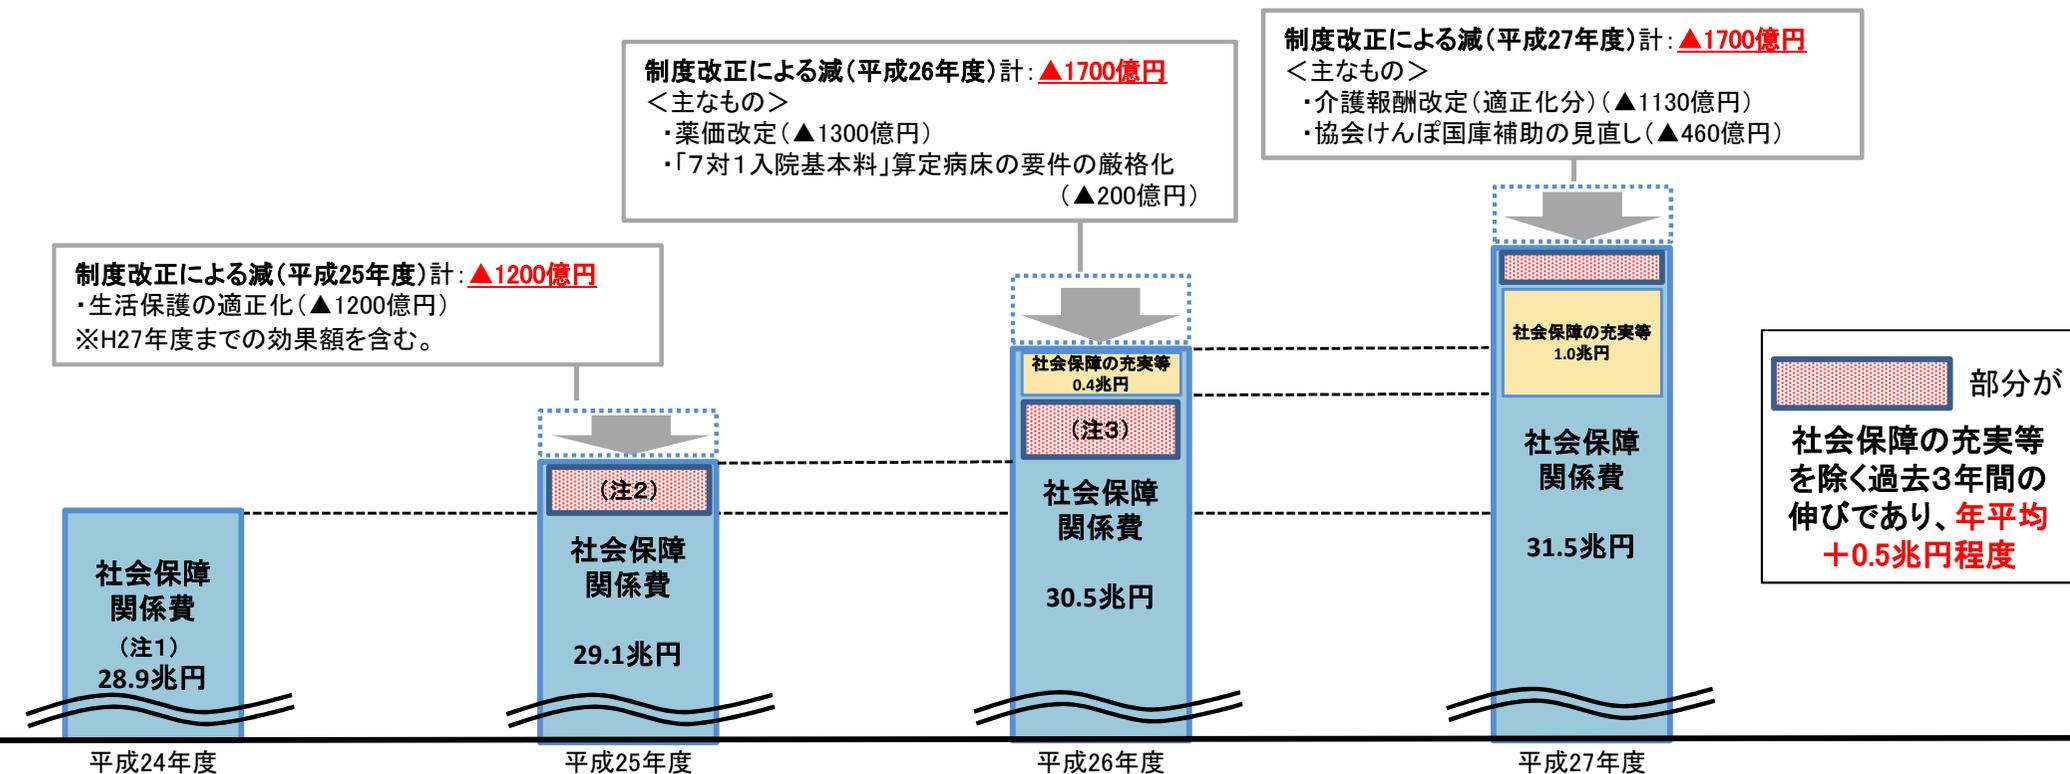 制度改正による減(平成25年度)計:▲1200億円
・生活保護の適正化(▲1200億円)
※H27年度までの効果額を含む。
制度改正による減(平成26年度)計:▲1700億円
<主なもの>
・薬価改定(▲1300億円)
・「7対1入院基本料」算定病床の要件の厳格化
(▲200億円)
制度改正による減(平成27年度)計:▲1700億円
<主なもの>
・介護報酬改定(適正化分)(▲1130億円)
・協会けんぽ国庫補助の見直し(▲460億円)
社会保障
関係費
(注1)
28.9兆円
平成24年度
(注2)
社会保障
関係費
29.1兆円
平成25年度
社会保障の充実等
0.4兆円
(注3)
社会保障
関係費
30.5兆円
平成26年度
社会保障の充実等
1.0兆円
社会保障
関係費
31.5兆円
平成27年度
部分が
社会保障の充実等
を除く過去3年間の
伸びであり、年平均
+0.5兆円程度